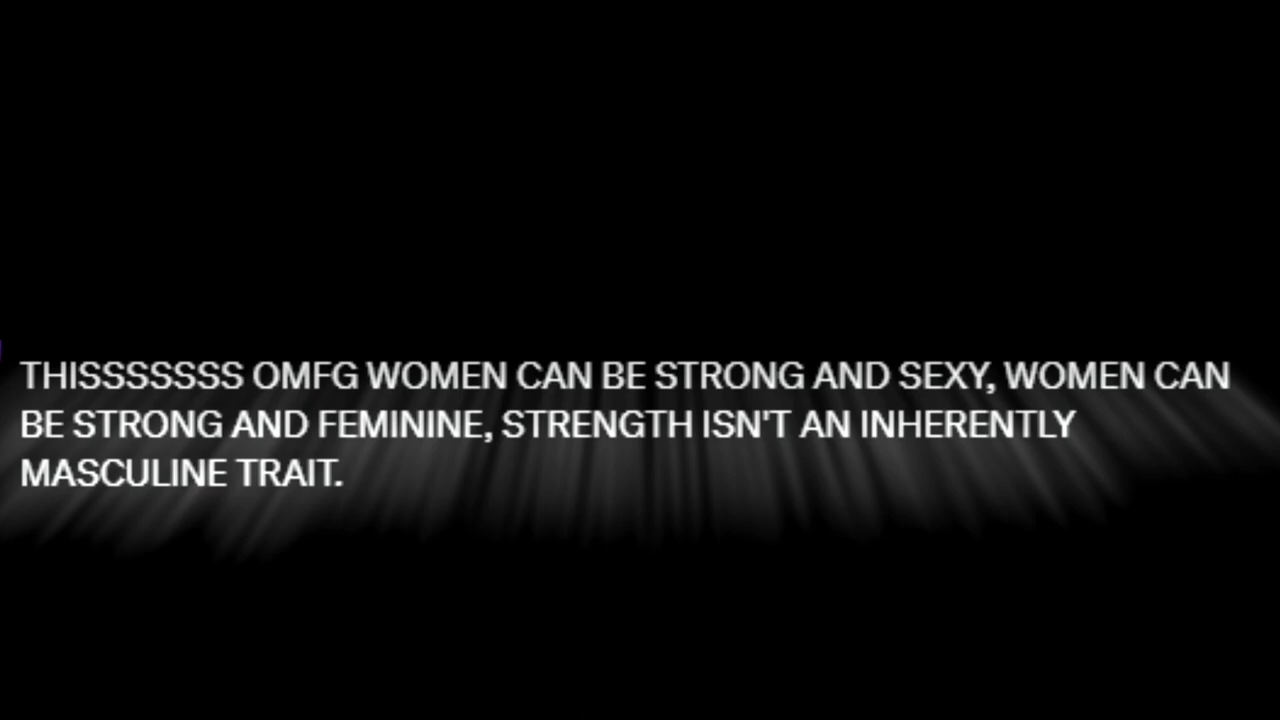 THISSSSSSS OMFG WOMEN CAN BE STRONG AND SEXY, WOMEN CAN
BE STRONG AND FEMININE, STRENGTH ISN'T AN INHERENTLY
MASCULINE TRAIT.